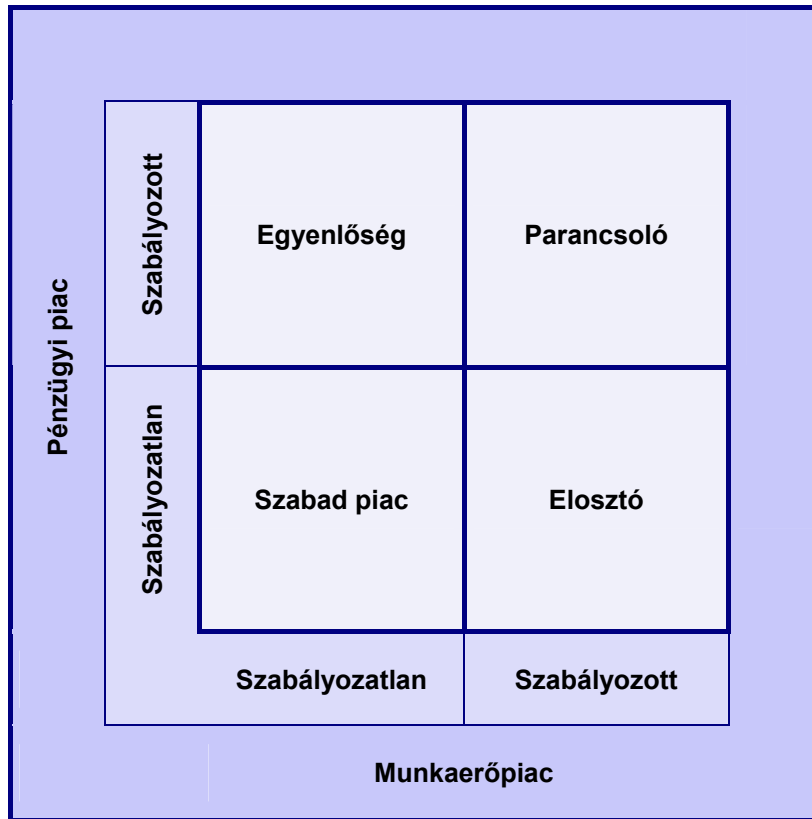 Pénzügyi piac
Szabályozott
Egyenlőség
Parancsoló
Szabályozatlan
Szabad piac
Elosztó
Szabályozatlan
Szabályozott
Munkaerőpiac